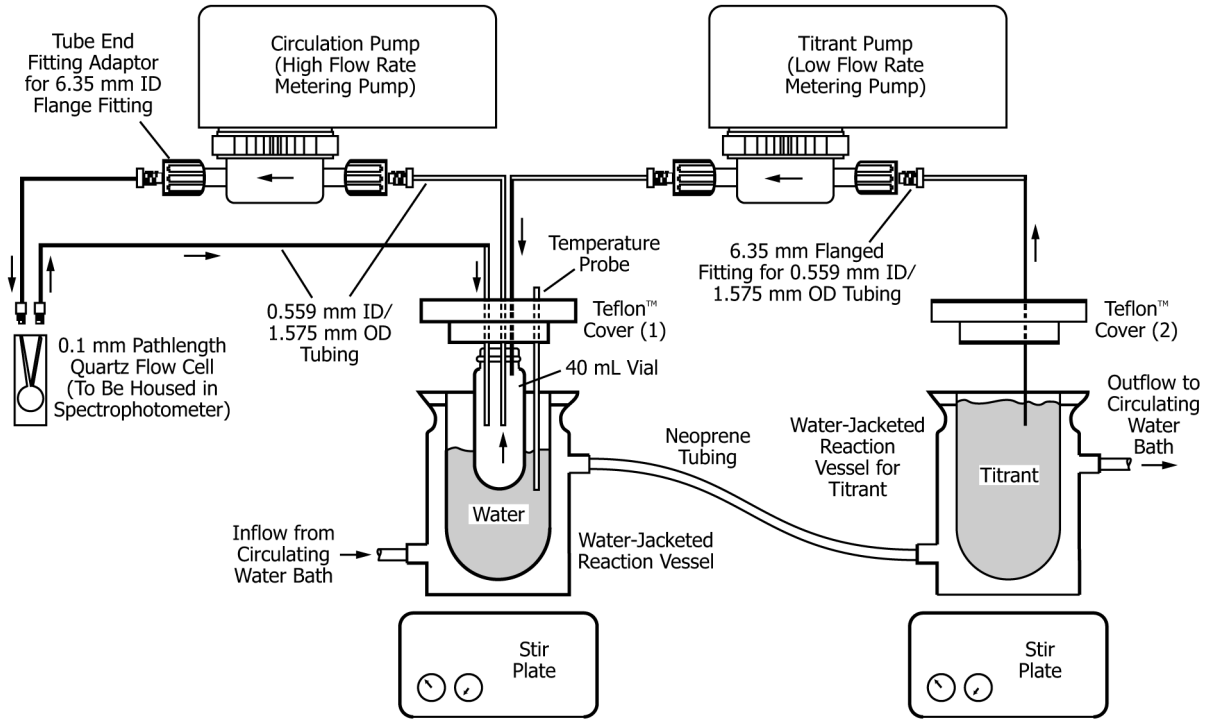 Tube End
Fitting Adaptor
for 6.35 mm ID
Flange Fitting
Circulation Pump
(High Flow Rate
Metering Pump)
Titrant Pump
(Low Flow Rate
Metering Pump)
Temperature
Probe
6.35 mm Flanged
Fitting for 0.559 mm ID/
1.575 mm OD Tubing
0.559 mm ID/
1.575 mm OD
Tubing
Teflon™
Cover (1)
Teflon™
Cover (2)
0.1 mm Pathlength
Quartz Flow Cell
(To Be Housed in
Spectrophotometer)
40 mL Vial
Outflow to
Circulating
Water
Bath
Neoprene
Tubing
Water-Jacketed
Reaction
Vessel for
Titrant
Titrant
Water
Inflow from
Circulating
Water Bath
Water-Jacketed
Reaction Vessel
Stir
Plate
Stir
Plate